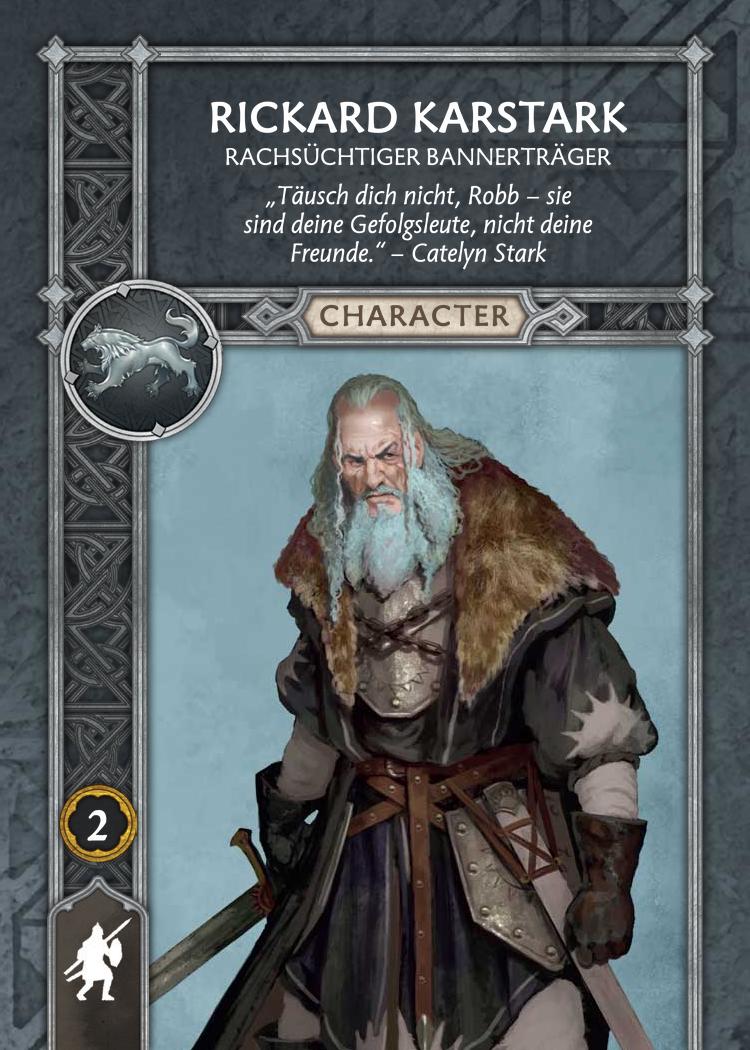 RICKARD KARSTARK
RACHSÜCHTIGER BANNERTRÄGER
„Täusch dich nicht, Robb – sie
sind deine Gefolgsleute, nicht deine
Freunde.“ – Catelyn Stark
CHARACTER
2